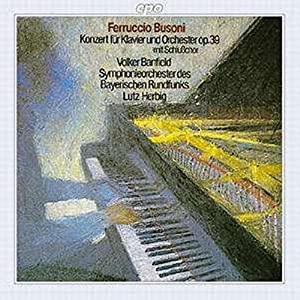 cpo
Ferruccio Busoni
Konzert für Klavier und Orchester op.39
mit Schlußchor
Volker Banfield
Symphonieorchester des
Bayerischen Rundfunks
Lutz Herbig